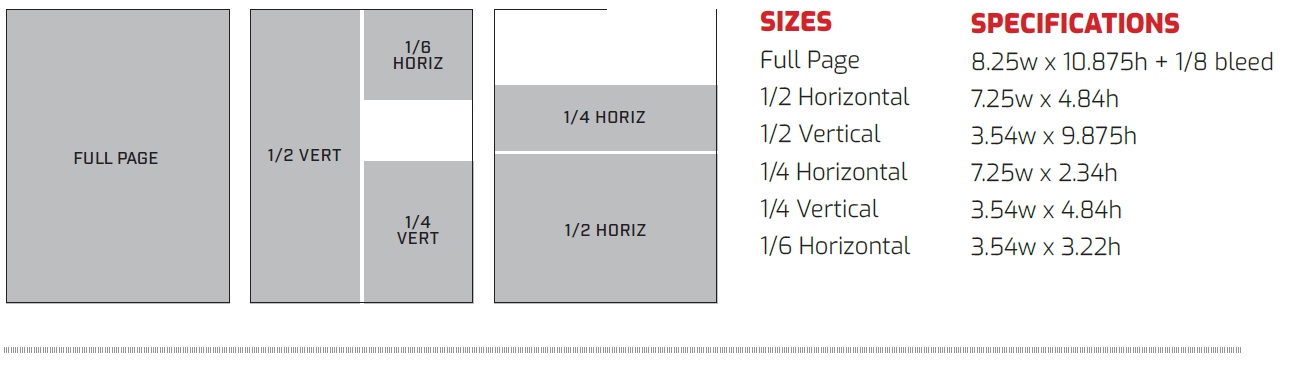 FULL PAGE
1/2 VERT
1/6
HORIZ
1/4
VERT
1/4 HORIZ
1/2 HORIZ
SIZES
Full Page
1/2 Horizontal
1/2 Vertical
1/4 Horizontal
1/4 Vertical
1/6 Horizontal
SPECIFICATIONS
8.25w x 10.875h + 1/8 bleed
7.25w x 4.84h
3.54w x 9.875h
7.25w x 2.34h
3.54w x 4.84h
3.54w x 3.22h